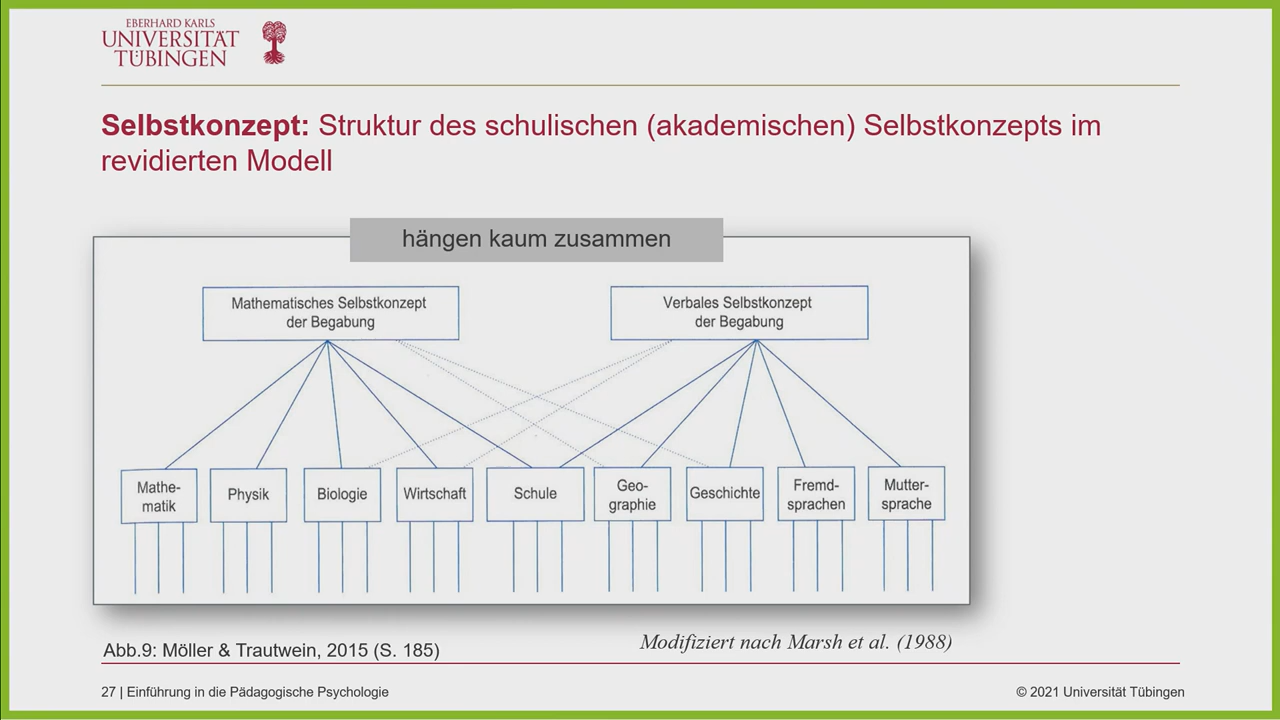 EBERHARD KARLS
UNIVERSITÄT
TÜBINGEN
Selbstkonzept: Struktur des schulischen (akademischen) Selbstkonzepts im
revidierten Modell
hängen kaum zusammen
Mathematisches Selbstkonzept
der Begabung
Verbales Selbstkonzept
der Begabung
Mathe-
matik
Physik
Biologie
Wirtschaft
Schule
Geo-
graphie
Geschichte
Fremd-
sprachen
Mutter-
sprache
Abb.9: Möller & Trautwein, 2015 (S. 185)
Modifiziert nach Marsh et al. (1988)
27 | Einführung in die Pädagogische Psychologie
© 2021 Universität Tübingen